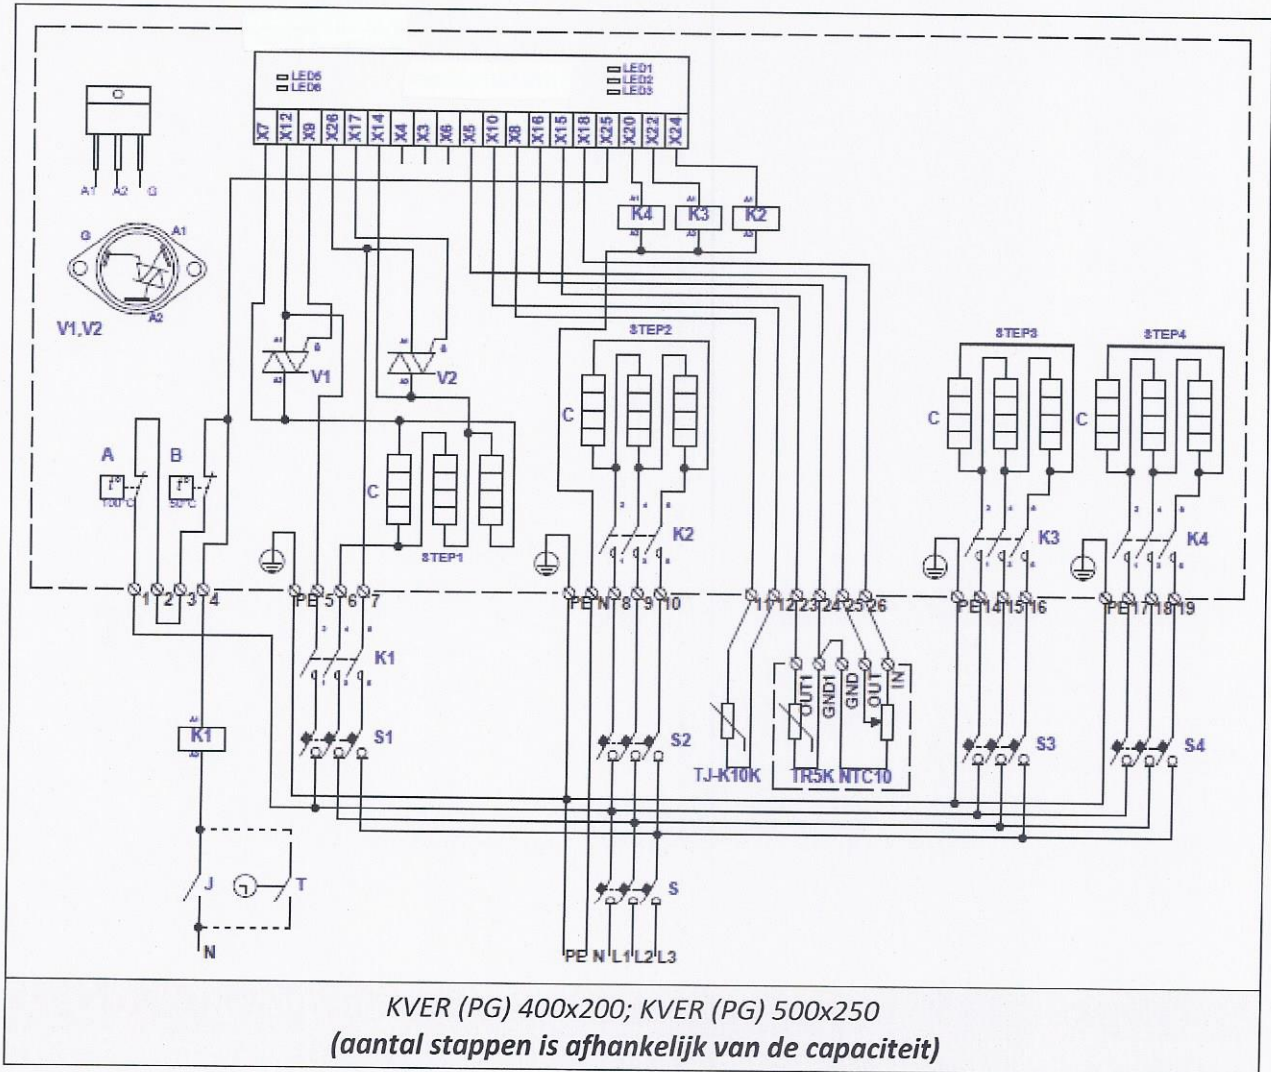 LED5
LED6
LED1
LED2
LED3
X7 X12 X9 X26 X17 X14 X4 X3 X6 X5 X10 X8 X16 X15 X18 X25 X20 X22 X24
A1 A2 G
G A1
A2
V1,V2
K4 K3 K2
STEP2
STEP3
STEP4
V1
V2
C
C
C
A
B
100°C
50°C
C
STEP1
K2
K3
K4
1 2 3 4
PE 5 6 7
PE N 8 9 10
11 12 23 24 25 26
PE 14 15 16
PE 17 18 19
K1
OUT1
GND1
GND
OUT
IN
K1
S1
S2
S3
S4
TJ-K10K
TR5K NTC10
J
T
S
N
PE N L1 L2 L3
KVER (PG) 400x200; KVER (PG) 500x250
(aantal stappen is afhankelijk van de capaciteit)